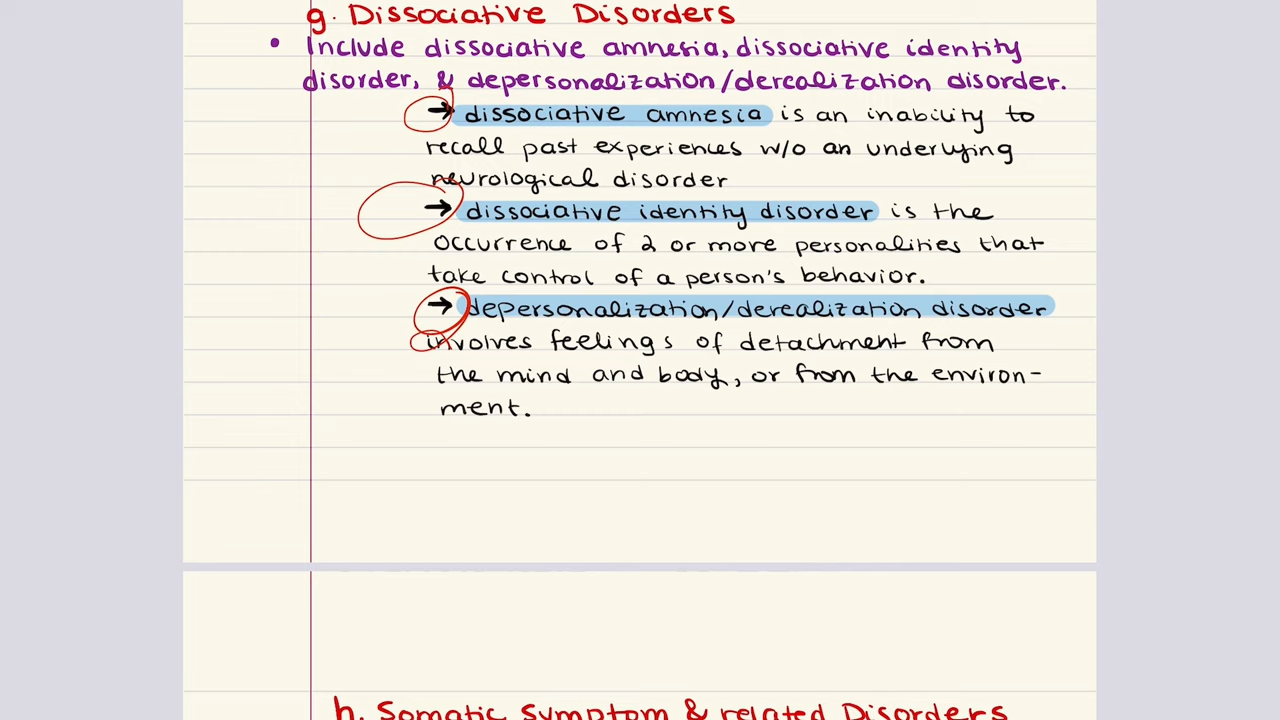 g. Dissociative Disorders
• Include dissociative amnesia, dissociative identity
disorder, & depersonalization/derealization disorder.
→ dissociative amnesia is an inability to
recall past experiences w/o an underlying
neurological disorder
→ dissociative identity disorder is the
occurrence of 2 or more personalities that
take control of a person's behavior.
→ depersonalization/derealization disorder
involves feelings of detachment from
the mind and body, or from the environ-
ment.
h. Somatic Symptom & related Disorders